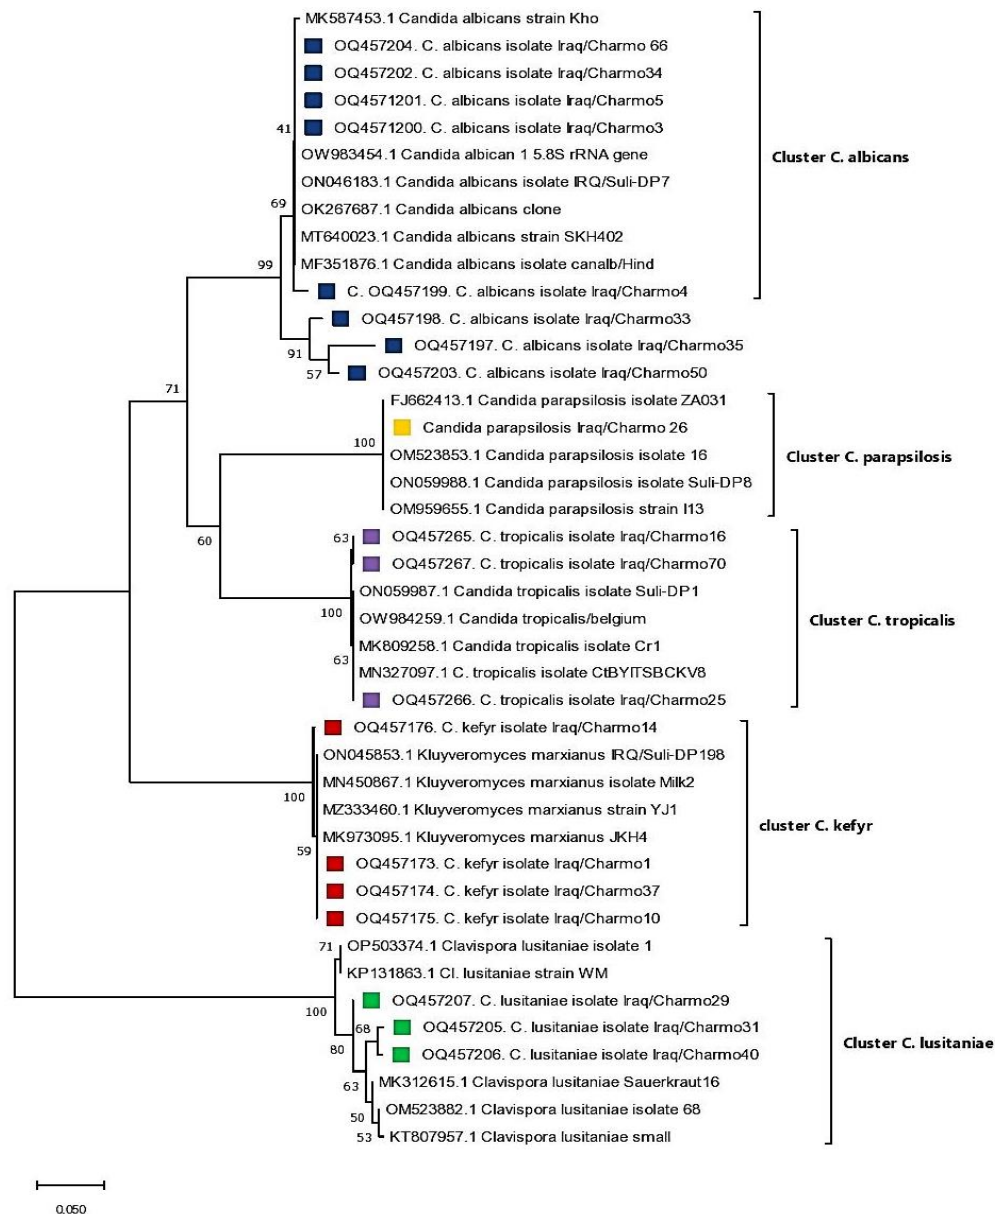 MK587453.1 Candida albicans strain Kho
OQ457204. C. albicans isolate Iraq/Charmo 66
OQ457202. C. albicans isolate Iraq/Charmo34
OQ4571201. C. albicans isolate Iraq/Charmo5
OQ4571200. C. albicans isolate Iraq/Charmo3
41
OW983454.1 Candida albican 1 5.8S rRNA gene
Cluster C. albicans
ON046183.1 Candida albicans isolate IRQ/Suli-DP7
69
OK267687.1 Candida albicans clone
MT640023.1 Candida albicans strain SKH402
99
MF351876.1 Candida albicans isolate canalb/Hind
C. OQ457199. C. albicans isolate Iraq/Charmo4
OQ457198. C. albicans isolate Iraq/Charmo33
91
OQ457197. C. albicans isolate Iraq/Charmo35
57
OQ457203. C. albicans isolate Iraq/Charmo50
71
FJ662413.1 Candida parapsilosis isolate ZA031
Candida parapsilosis Iraq/Charmo 26
100
OM523853.1 Candida parapsilosis isolate 16
Cluster C. parapsilosis
ON059988.1 Candida parapsilosis isolate Suli-DP8
OM959655.1 Candida parapsilosis strain I13
60
63
OQ457265. C. tropicalis isolate Iraq/Charmo16
OQ457267. C. tropicalis isolate Iraq/Charmo70
ON059987.1 Candida tropicalis isolate Suli-DP1
100
OW984259.1 Candida tropicalis/belgium
Cluster C. tropicalis
MK809258.1 Candida tropicalis isolate Cr1
63
MN327097.1 C. tropicalis isolate CtBYITSBCKV8
OQ457266. C. tropicalis isolate Iraq/Charmo25
OQ457176. C. kefyr isolate Iraq/Charmo14
ON045853.1 Kluyveromyces marxianus IRQ/Suli-DP198
MN450867.1 Kluyveromyces marxianus isolate Milk2
100
MZ333460.1 Kluyveromyces marxianus strain YJ1
cluster C. kefyr
MK973095.1 Kluyveromyces marxianus JKH4
59
OQ457173. C. kefyr isolate Iraq/Charmo1
OQ457174. C. kefyr isolate Iraq/Charmo37
OQ457175. C. kefyr isolate Iraq/Charmo10
71
OP503374.1 Clavispora lusitaniae isolate 1
KP131863.1 Cl. lusitaniae strain WM
100
OQ457207. C. lusitaniae isolate Iraq/Charmo29
68
OQ457205. C. lusitaniae isolate Iraq/Charmo31
80
OQ457206. C. lusitaniae isolate Iraq/Charmo40
Cluster C. lusitaniae
63
MK312615.1 Clavispora lusitaniae Sauerkraut16
50
OM523882.1 Clavispora lusitaniae isolate 68
53
KT807957.1 Clavispora lusitaniae small
0.050